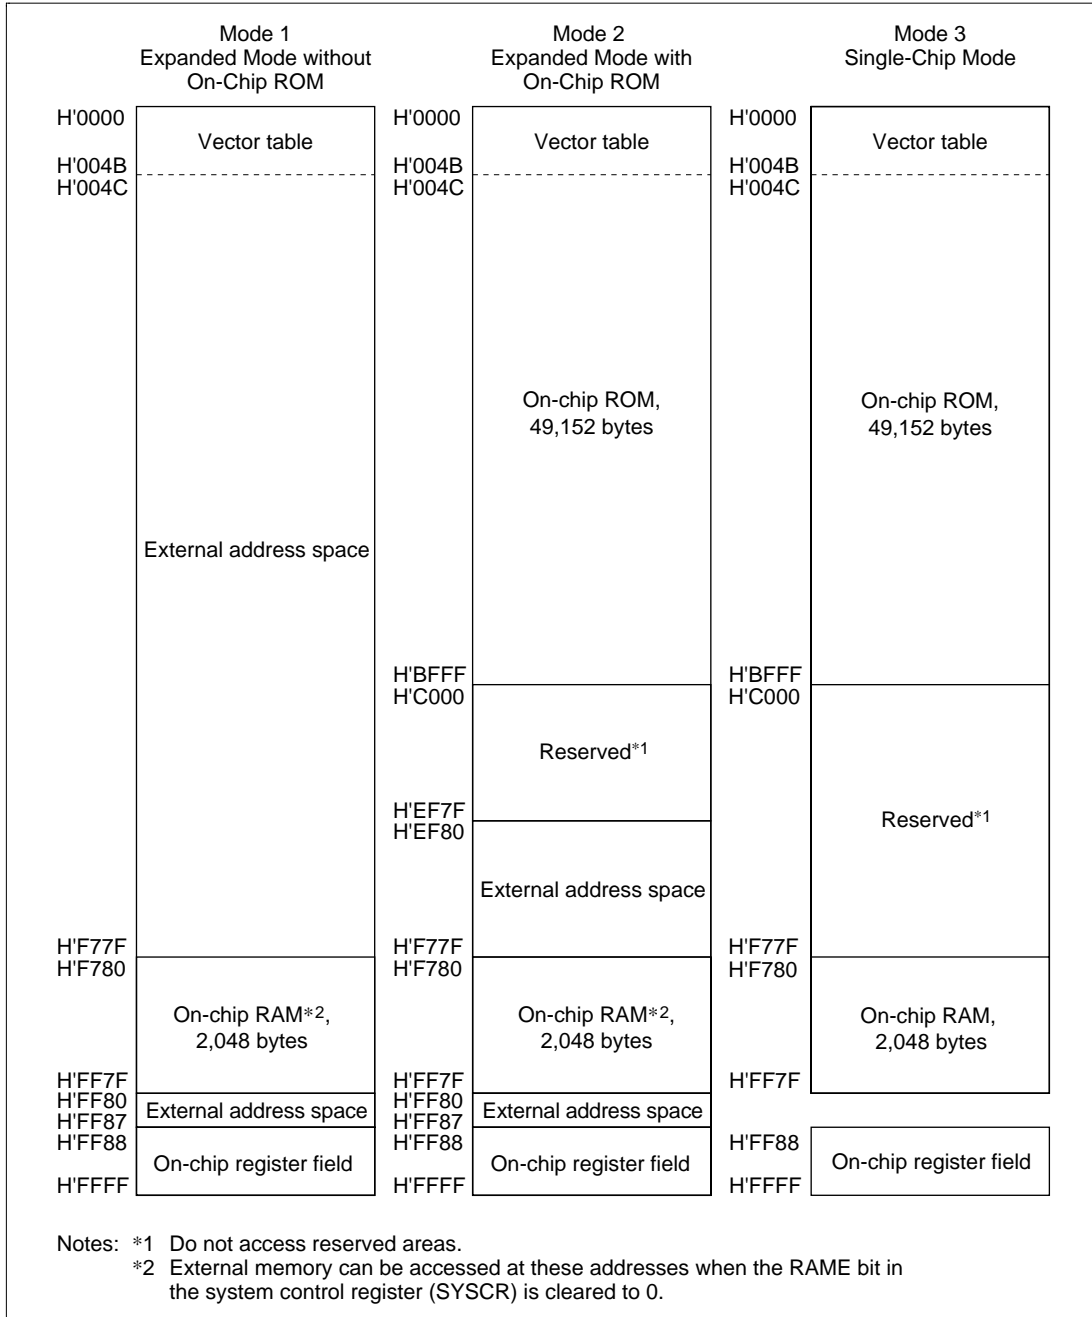 Mode 1
Expanded Mode without
On-Chip ROM
H'0000
Vector table
H'004B
H'004C
External address space
H'F77F
H'F780
On-chip RAM*2,
2,048 bytes
H'FF7F
H'FF80
External address space
H'FF87
H'FF88
On-chip register field
H'FFFF
Mode 2
Expanded Mode with
On-Chip ROM
H'0000
Vector table
H'004B
H'004C
On-chip ROM,
49,152 bytes
H'BFFF
H'C000
Reserved*1
H'EF7F
H'EF80
External address space
H'F77F
H'F780
On-chip RAM*2,
2,048 bytes
H'FF7F
H'FF80
External address space
H'FF87
H'FF88
On-chip register field
H'FFFF
Mode 3
Single-Chip Mode
H'0000
Vector table
H'004B
H'004C
On-chip ROM,
49,152 bytes
H'BFFF
H'C000
Reserved*1
H'F77F
H'F780
On-chip RAM,
2,048 bytes
H'FF7F
H'FF88
On-chip register field
H'FFFF
Notes: *1 Do not access reserved areas.
*2 External memory can be accessed at these addresses when the RAME bit in
the system control register (SYSCR) is cleared to 0.